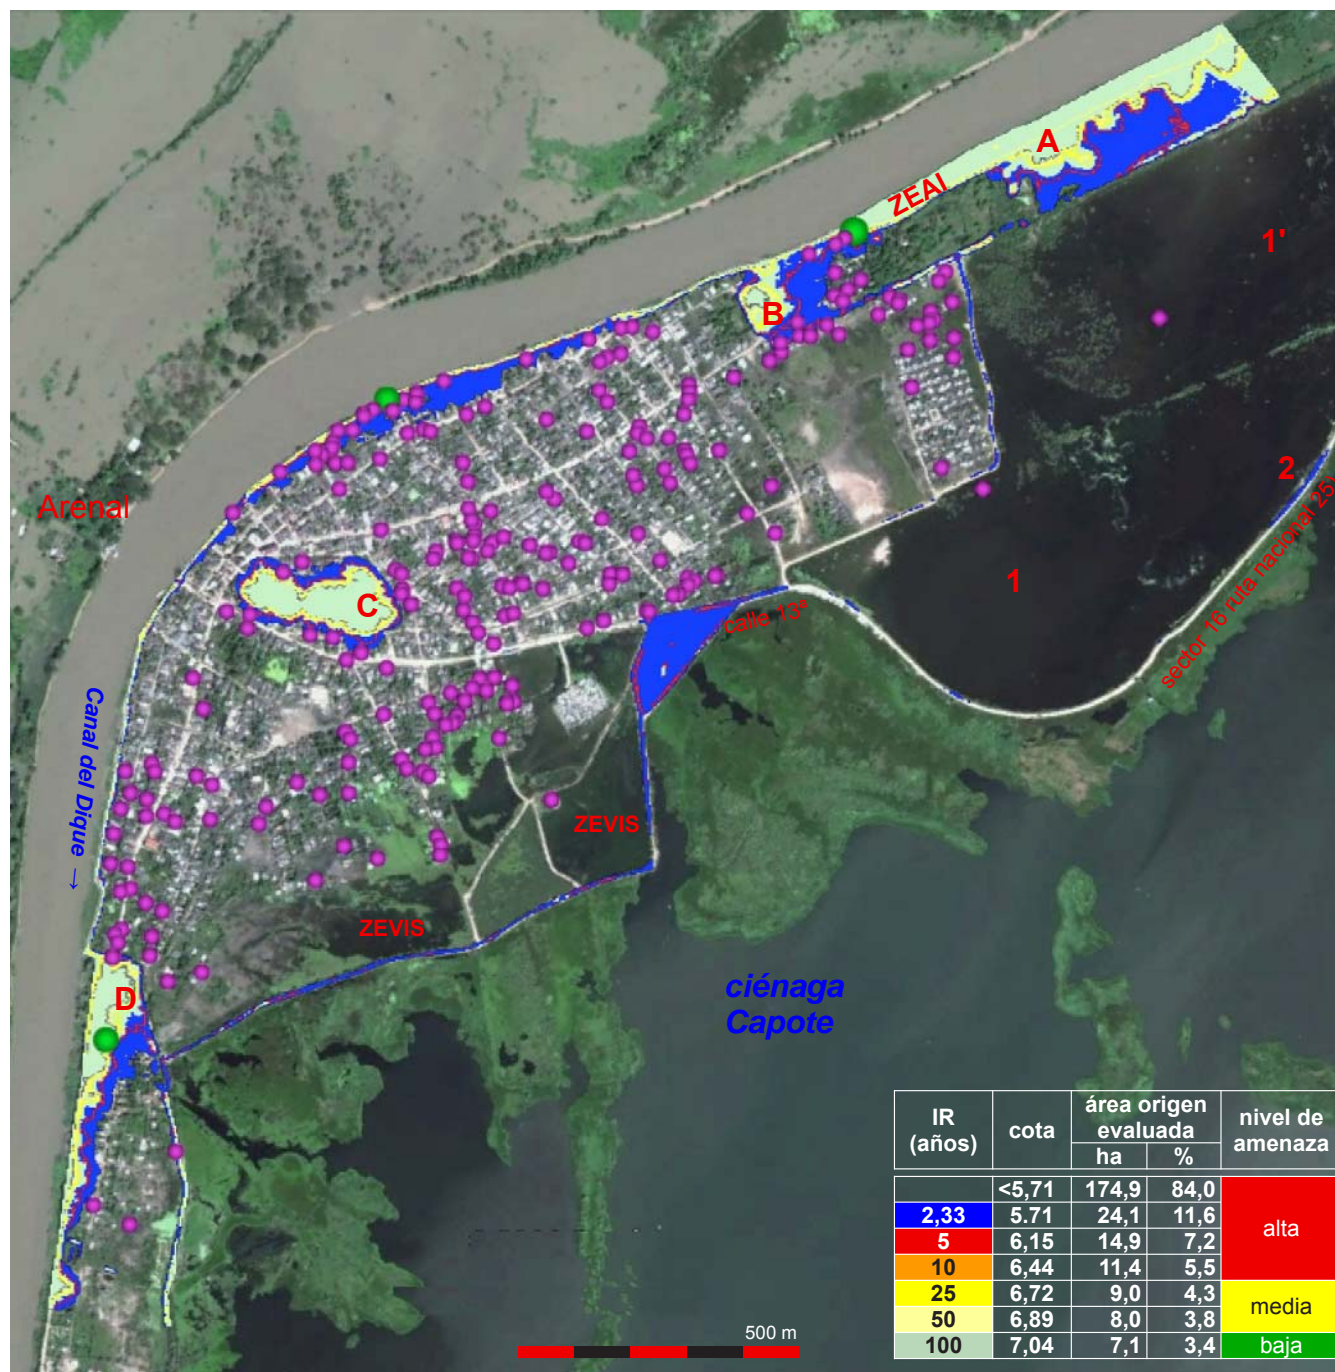 A
ZEAI
1'
B
2
Arenal
sector 16 ruta nacional 25
1
C
calle 13ª
Canal del Dique →
ZEVIS
ZEVIS
D
ciénaga
Capote
IR (años) cota área origen evaluada ha % nivel de amenaza
<5,71 174,9 84,0 alta
2,33 5.71 24,1 11,6
5 6,15 14,9 7,2
10 6,44 11,4 5,5
25 6,72 9,0 4,3 media
50 6,89 8,0 3,8
100 7,04 7,1 3,4 baja
500 m